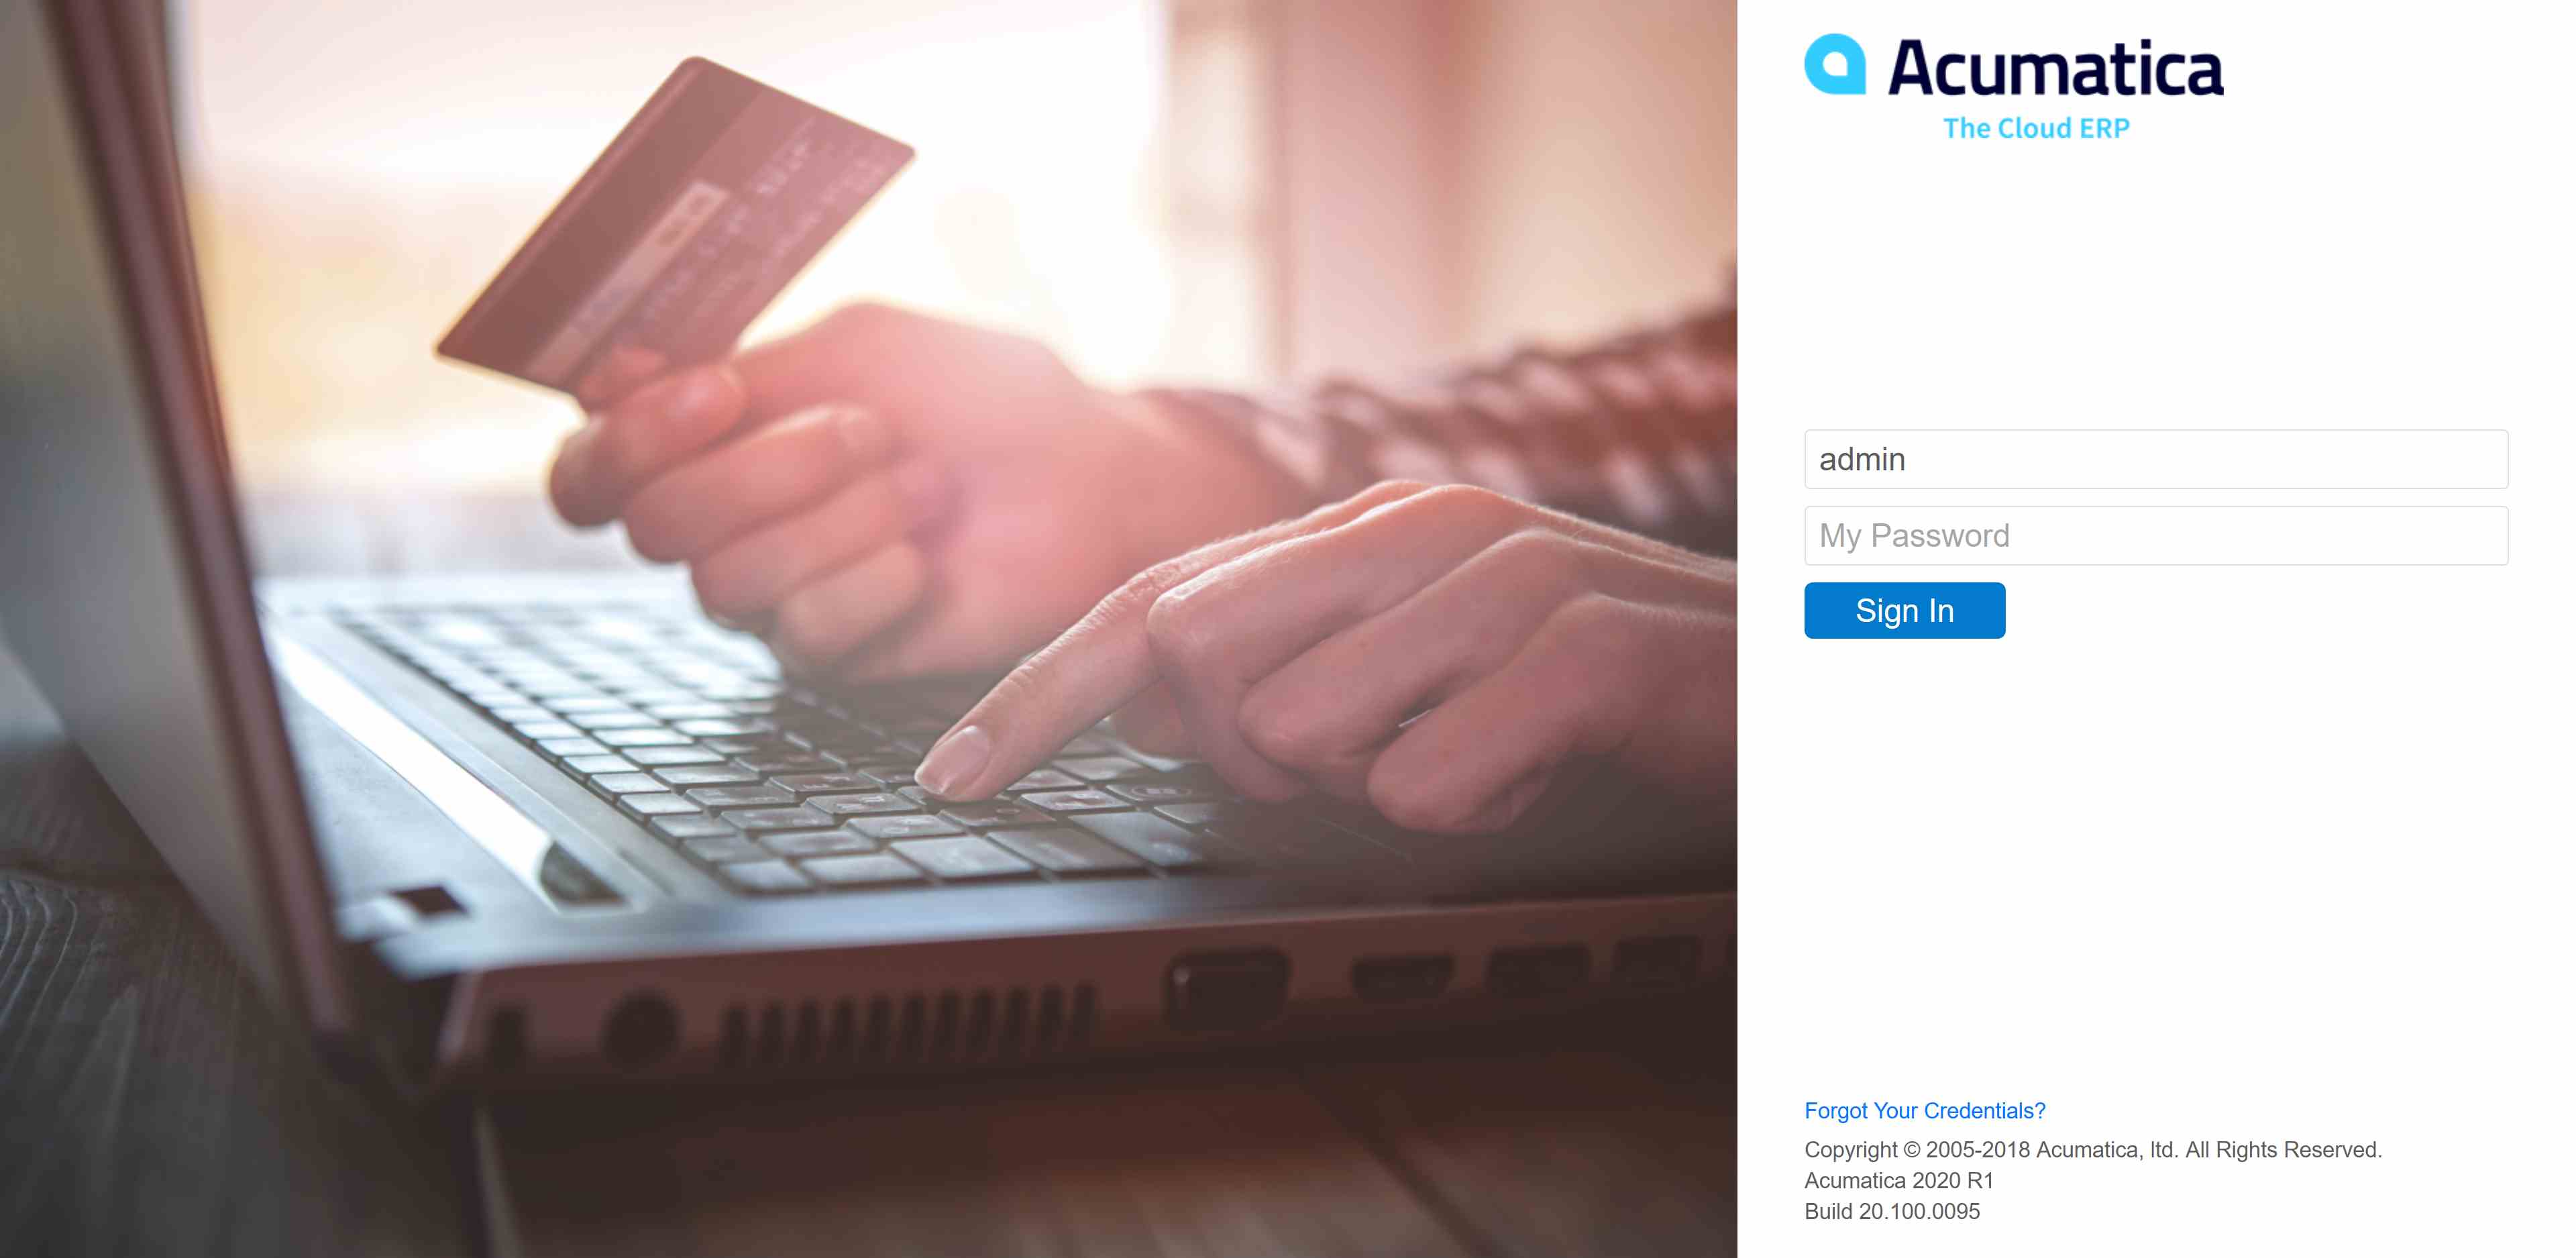 Acumatica
The Cloud ERP
admin
My Password
Sign In
Forgot Your Credentials?
Copyright © 2005-2018 Acumatica, ltd. All Rights Reserved.
Acumatica 2020 R1
Build 20.100.0095